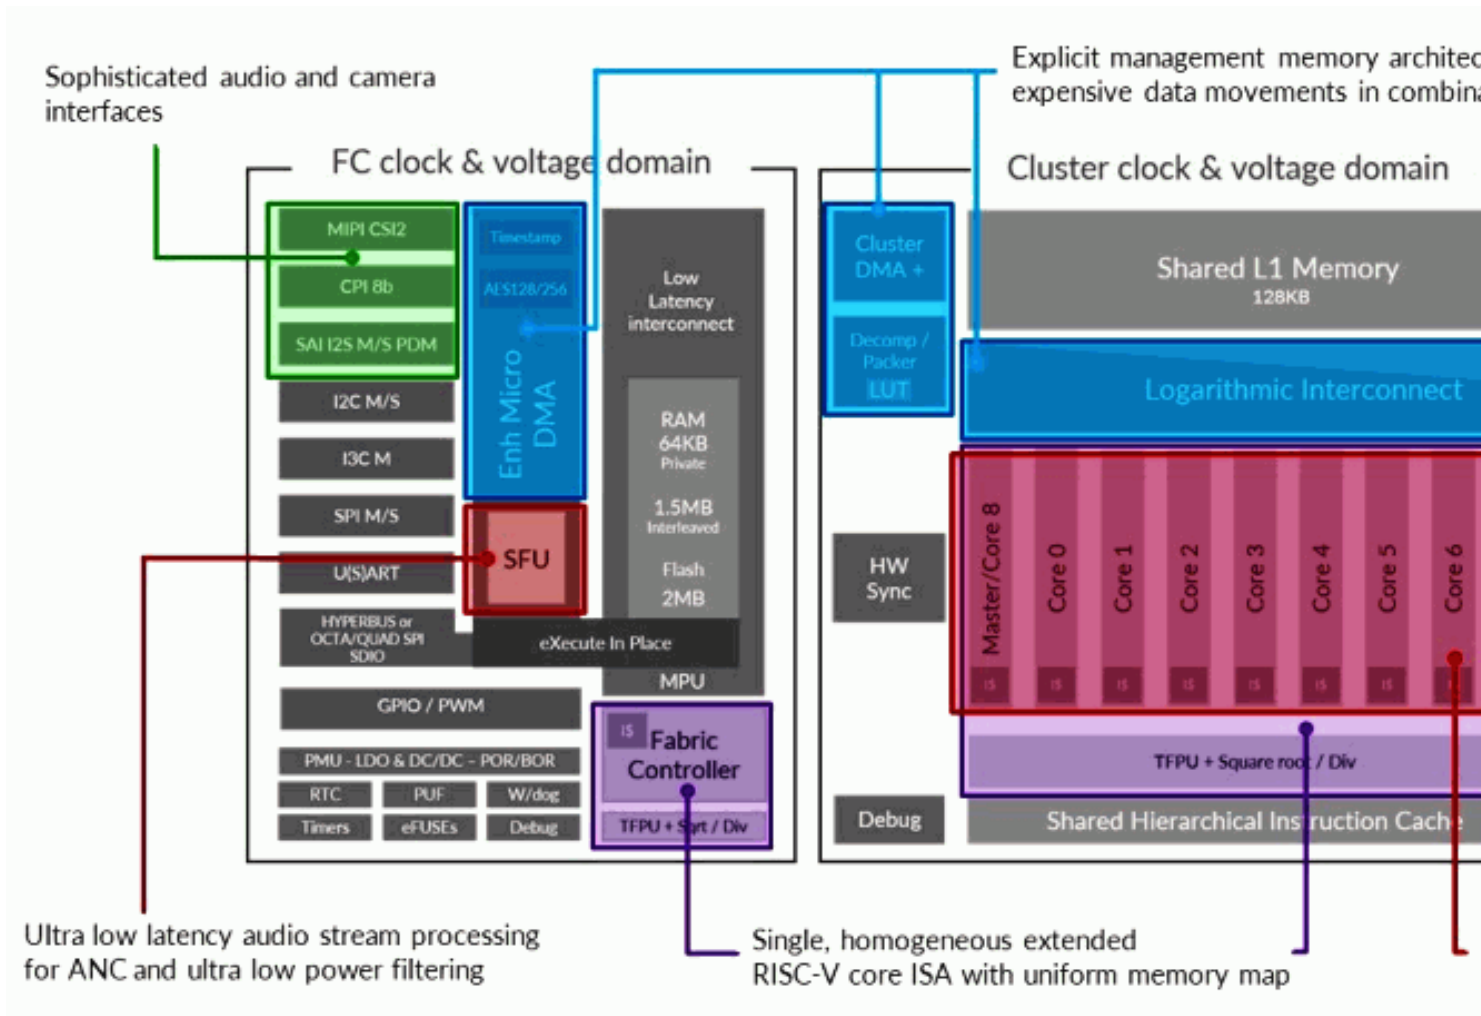 Sophisticated audio and camera
interfaces
Explicit management memory architec
expensive data movements in combina
FC clock & voltage domain
MIPI CSI2
CPI 8b
SAI I2S M/S PDM
I2C M/S
I3C M
SPI M/S
U(S)ART
HYPERBUS or
OCTA/QUAD SPI
SDIO
GPIO / PWM
PMU - LDO & DC/DC - POR/BOR
RTC
PUF
W/dog
Timers
eFUSEs
Debug
Timestamp
AES128/256
Enh Micro
DMA
SFU
Low
Latency
interconnect
RAM
64KB
Private
1.5MB
Interleaved
Flash
2MB
eXecute In Place
MPU
I$
Fabric
Controller
TFPU + Sqrt / Div
Cluster clock & voltage domain
Cluster
DMA +
Decomp /
Packer
LUT
HW
Sync
Debug
Shared L1 Memory
128KB
Logarithmic Interconnect
Master/Core 8
Core 0
Core 1
Core 2
Core 3
Core 4
Core 5
Core 6
I$
I$
I$
I$
I$
I$
I$
I$
TFPU + Square root / Div
Shared Hierarchical Instruction Cache
Ultra low latency audio stream processing
for ANC and ultra low power filtering
Single, homogeneous extended
RISC-V core ISA with uniform memory map